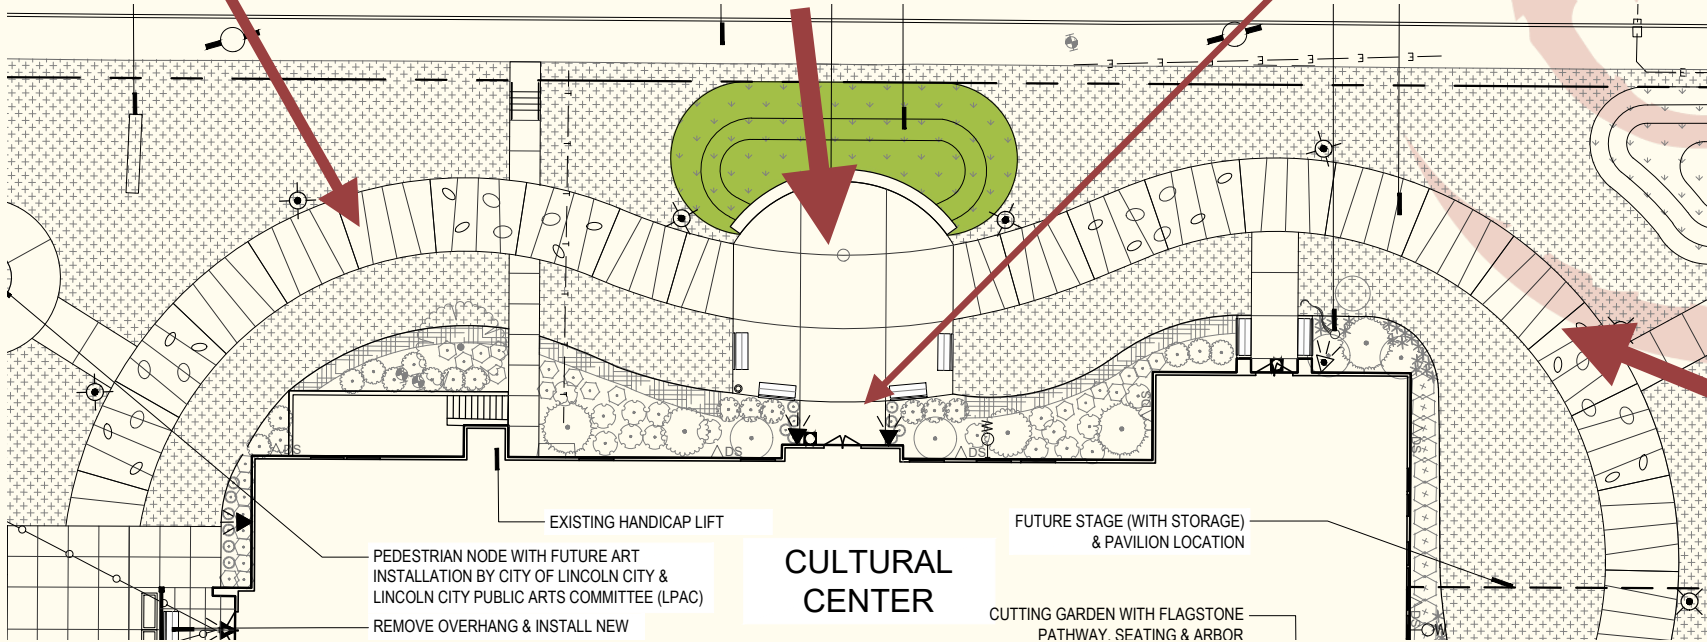 E
E E E E E E E
E
T
T
T
T
T
T
T
DS
DS
DS
DS
DS
W
EXISTING HANDICAP LIFT
FUTURE STAGE (WITH STORAGE)
& PAVILION LOCATION
PEDESTRIAN NODE WITH FUTURE ART
INSTALLATION BY CITY OF LINCOLN CITY &
LINCOLN CITY PUBLIC ARTS COMMITTEE (LPAC)
CULTURAL
CENTER
REMOVE OVERHANG & INSTALL NEW
CUTTING GARDEN WITH FLAGSTONE
PATHWAY, SEATING & ARBOR
W